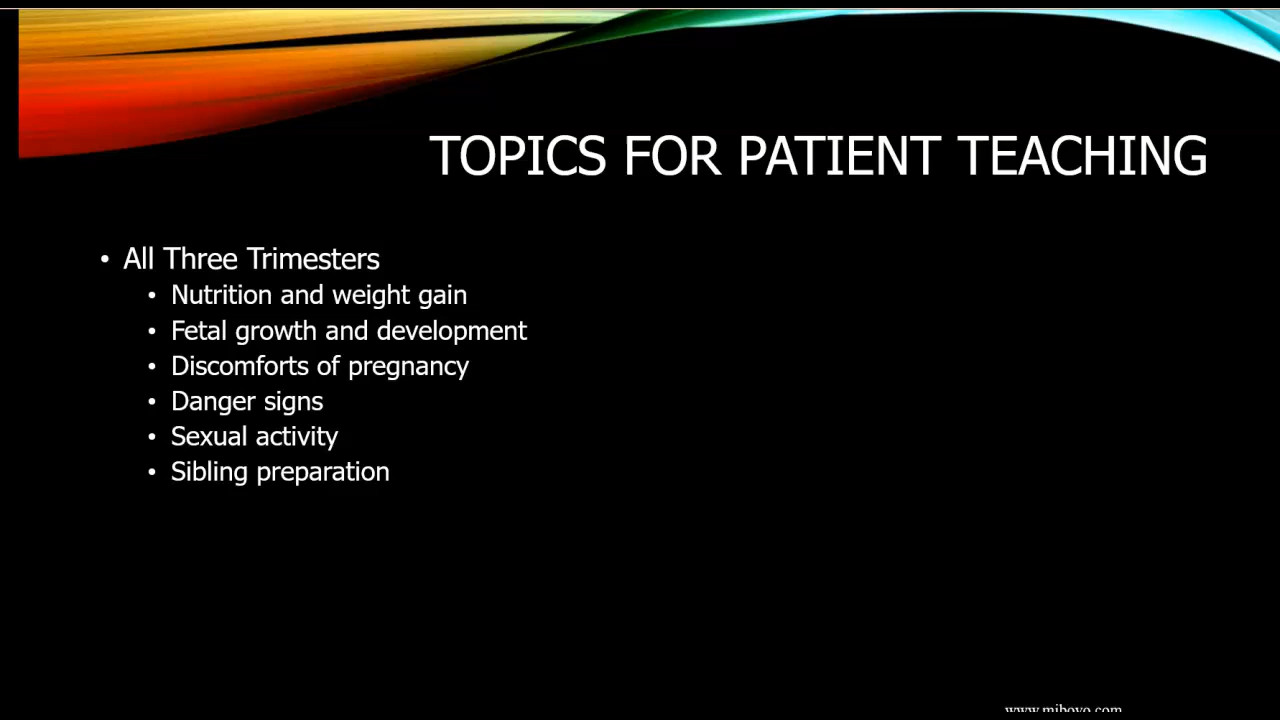 TOPICS FOR PATIENT TEACHING
• All Three Trimesters
• Nutrition and weight gain
• Fetal growth and development
• Discomforts of pregnancy
• Danger signs
• Sexual activity
• Sibling preparation